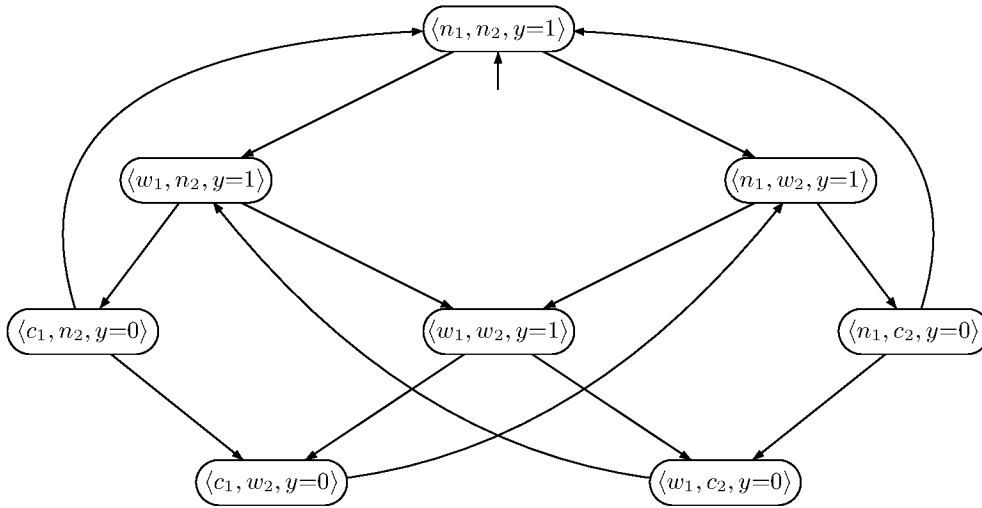 ⟨n₁, n₂, y=1⟩
⟨w₁, n₂, y=1⟩
⟨n₁, w₂, y=1⟩
⟨c₁, n₂, y=0⟩
⟨w₁, w₂, y=1⟩
⟨n₁, c₂, y=0⟩
⟨c₁, w₂, y=0⟩
⟨w₁, c₂, y=0⟩